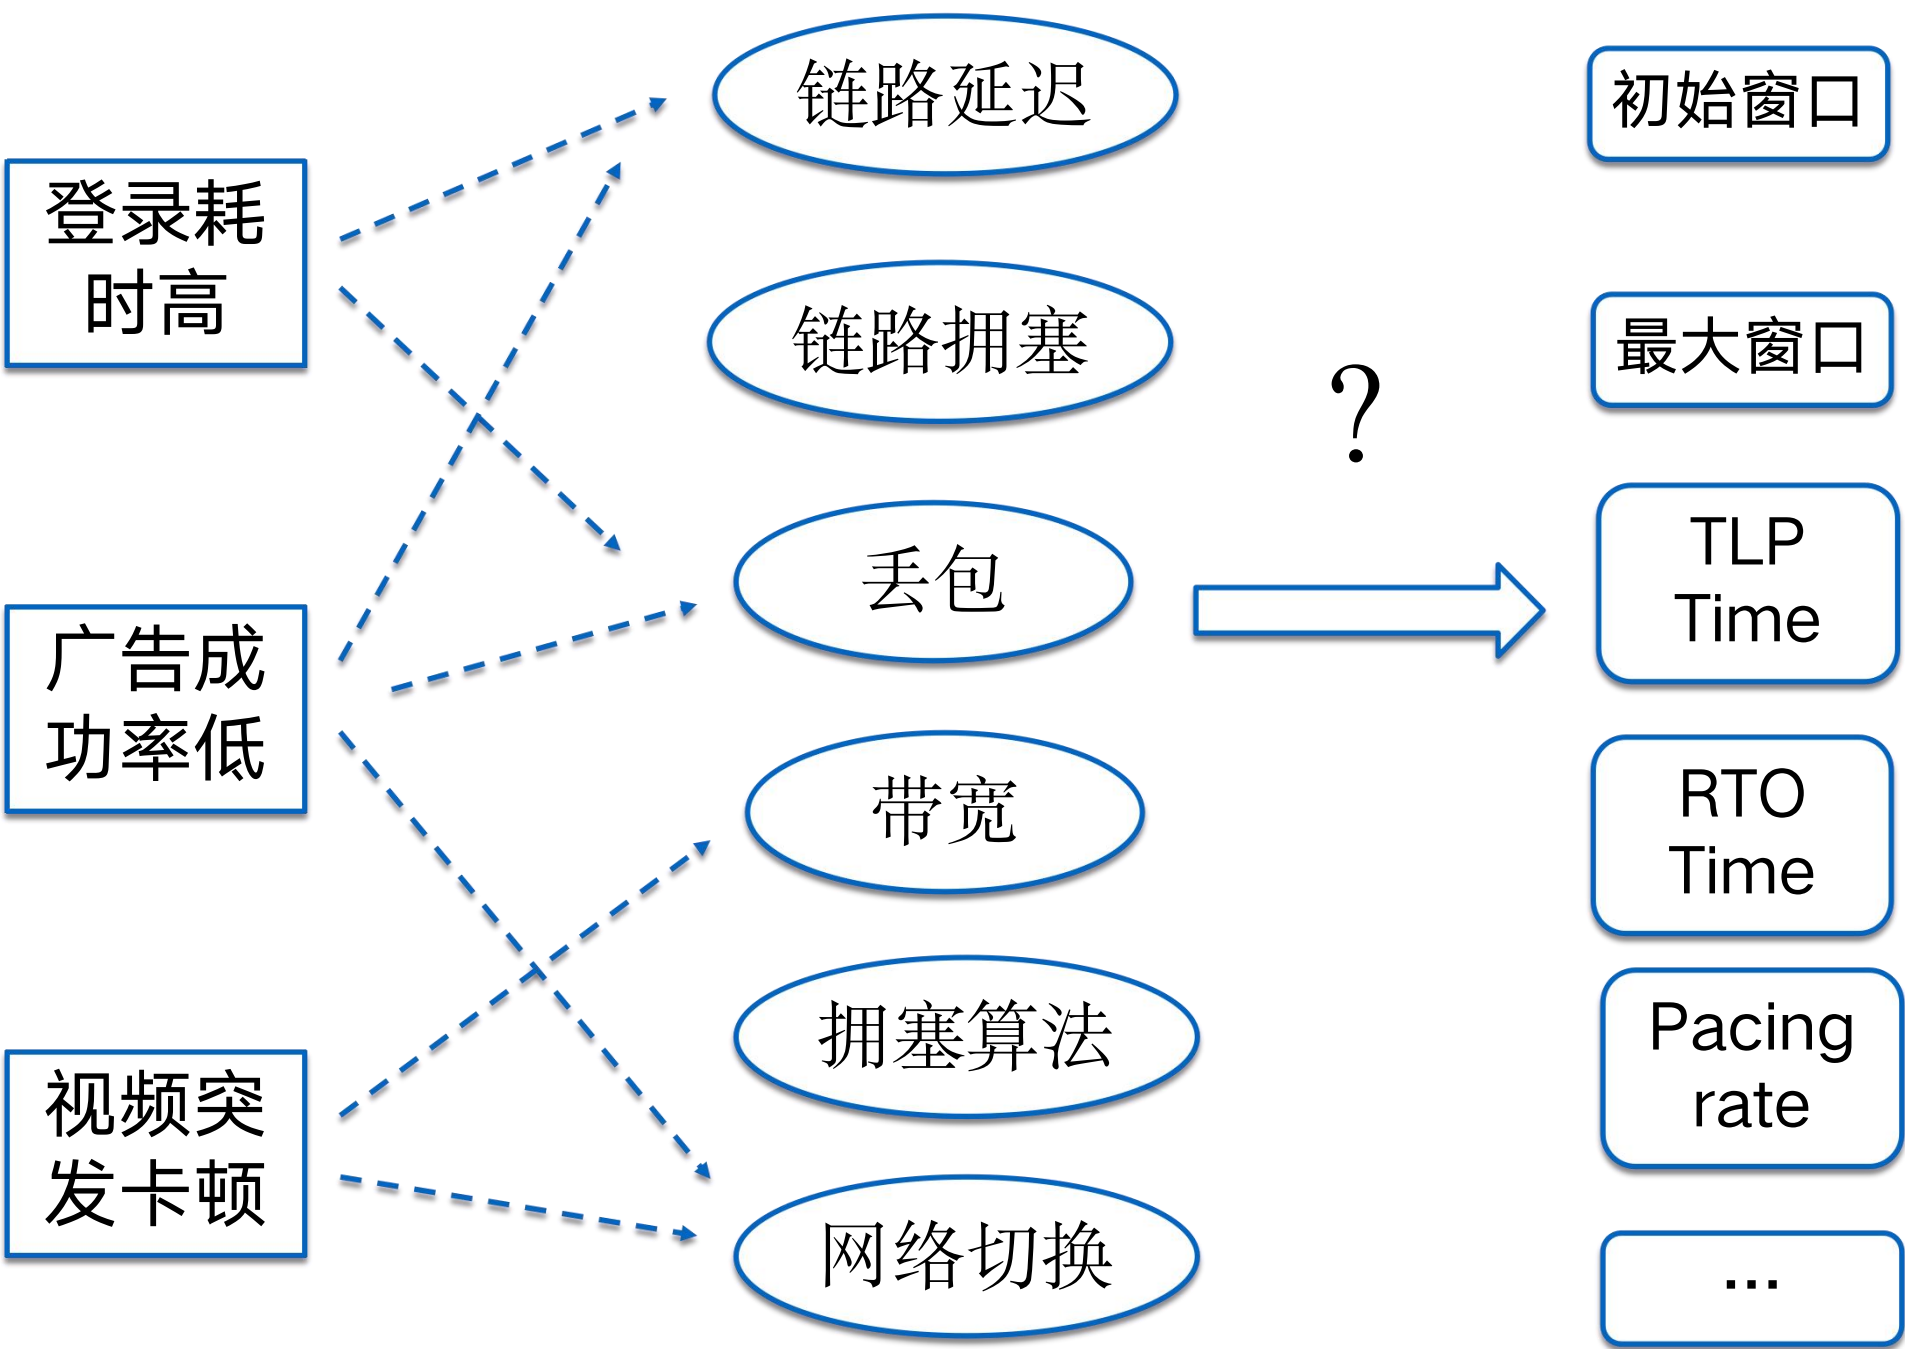 登录耗
时高
广告成
功率低
视频突
发卡顿
链路延迟
链路拥塞
丢包
带宽
拥塞算法
网络切换
？
初始窗口
最大窗口
TLP
Time
RTO
Time
Pacing
rate
...